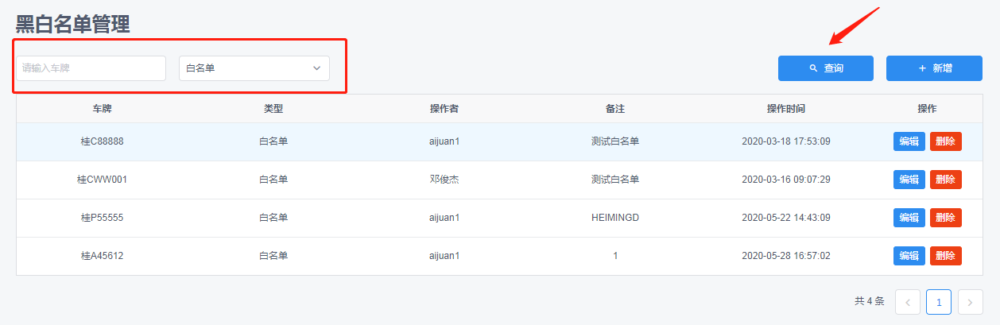 黑白名单管理
请输入车牌 白名单 查询 新增
车牌 类型 操作者 备注 操作时间 操作
桂C88888 白名单 aijuan1 测试白名单 2020-03-18 17:53:09 编辑 删除
桂CWW001 白名单 邓俊杰 测试白名单 2020-03-16 09:07:29 编辑 删除
桂P55555 白名单 aijuan1 HEIMINGD 2020-05-22 14:43:09 编辑 删除
桂A45612 白名单 aijuan1 1 2020-05-28 16:57:02 编辑 删除
共 4 条 1